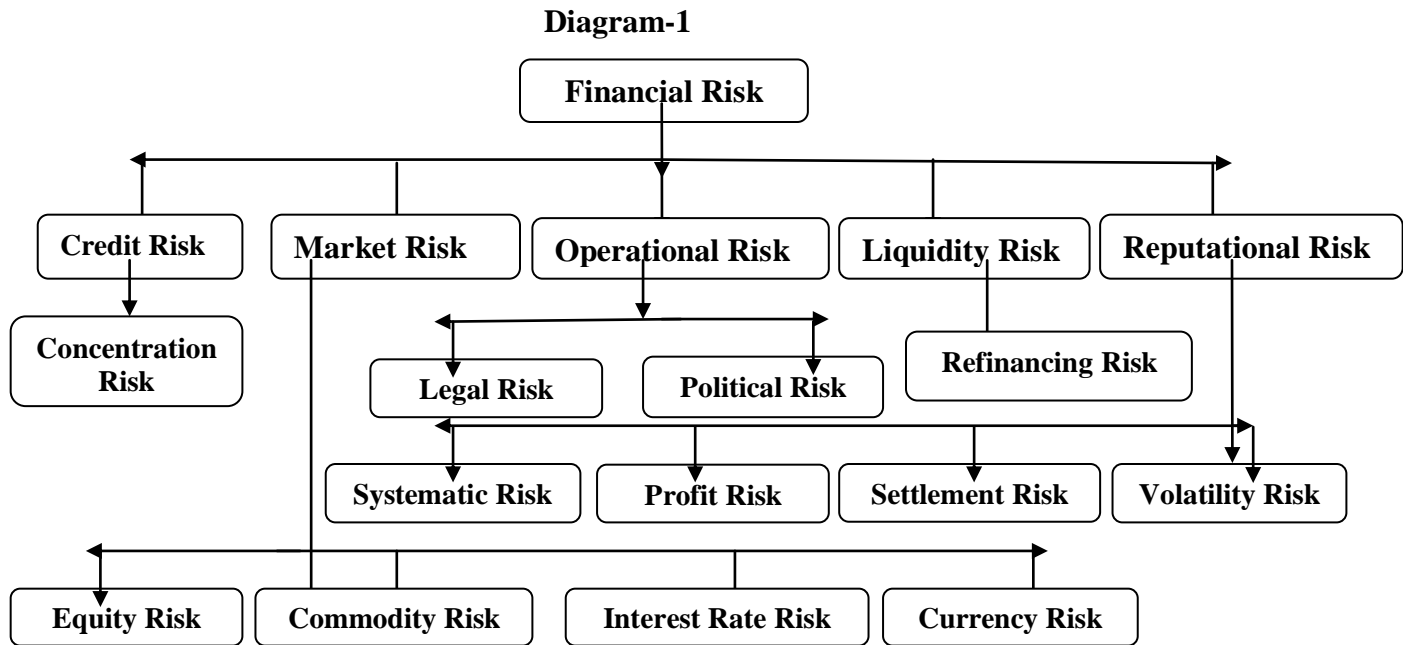 Diagram-1
Financial Risk
Credit Risk
Market Risk
Operational Risk
Liquidity Risk
Reputational Risk
Concentration
Risk
Legal Risk
Political Risk
Refinancing Risk
Systematic Risk
Profit Risk
Settlement Risk
Volatility Risk
Equity Risk
Commodity Risk
Interest Rate Risk
Currency Risk